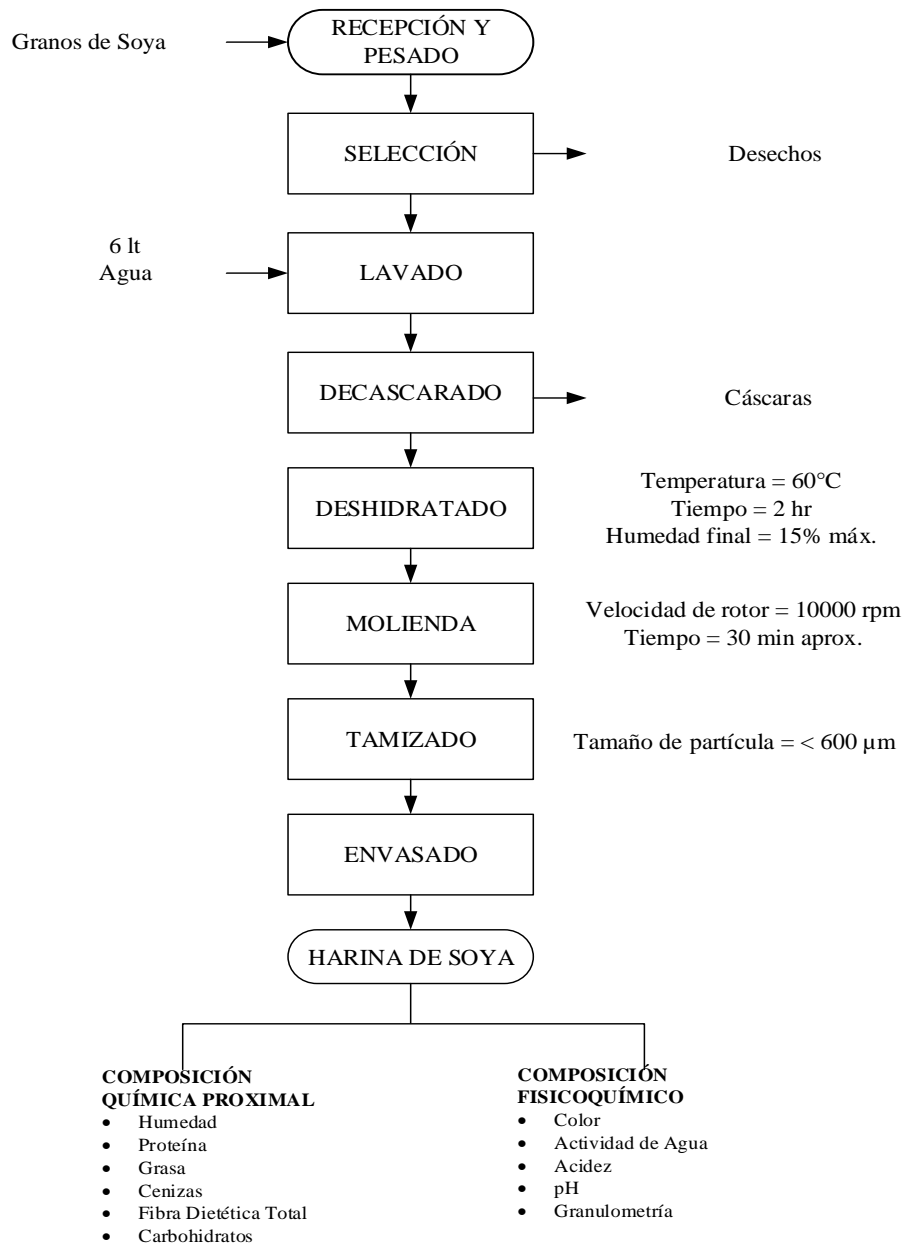 Granos de Soya
RECEPCIÓN Y
PESADO
SELECCIÓN
Desechos
6 lt
Agua
LAVADO
DECASCARADO
Cáscaras
DESHIDRATADO
Temperatura = 60°C
Tiempo = 2 hr
Humedad final = 15% máx.
MOLIENDA
Velocidad de rotor = 10000 rpm
Tiempo = 30 min aprox.
TAMIZADO
Tamaño de partícula = < 600 µm
ENVASADO
HARINA DE SOYA
COMPOSICIÓN
QUÍMICA PROXIMAL
• Humedad
• Proteína
• Grasa
• Cenizas
• Fibra Dietética Total
• Carbohidratos
COMPOSICIÓN
FISICOQUÍMICO
• Color
• Actividad de Agua
• Acidez
• pH
• Granulometría